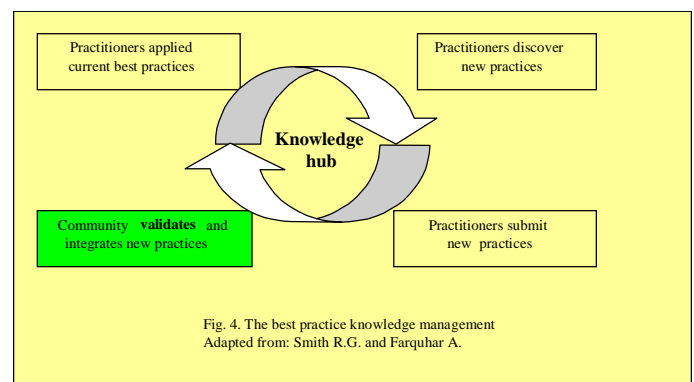 Practitioners applied
current best practices
Practitioners discover
new practices
Knowledge
hub
Community validates and
integrates new practices
Practitioners submit
new practices
Fig. 4. The best practice knowledge management
Adapted from: Smith R.G. and Farquhar A.